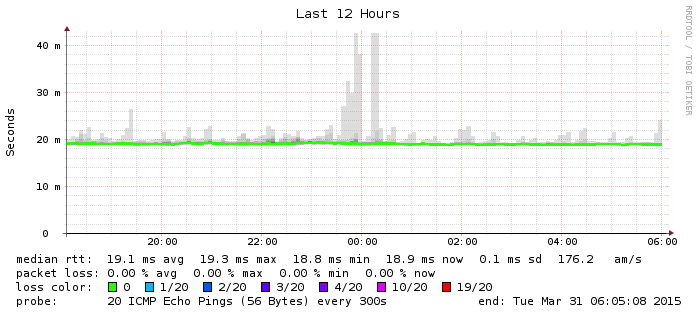 Last 12 Hours
RRDTOOL / TOBI OETIKER
Seconds
40 m
30 m
20 m
10 m
0
20:00 22:00 00:00 02:00 04:00 06:00
median rtt: 19.1 ms avg 19.3 ms max 18.8 ms min 18.9 ms now 0.1 ms sd 176.2 am/s
packet loss: 0.00 % avg 0.00 % max 0.00 % min 0.00 % now
loss color: 0 1/20 2/20 3/20 4/20 10/20 19/20
probe: 20 ICMP Echo Pings (56 Bytes) every 300s end: Tue Mar 31 06:05:08 2015